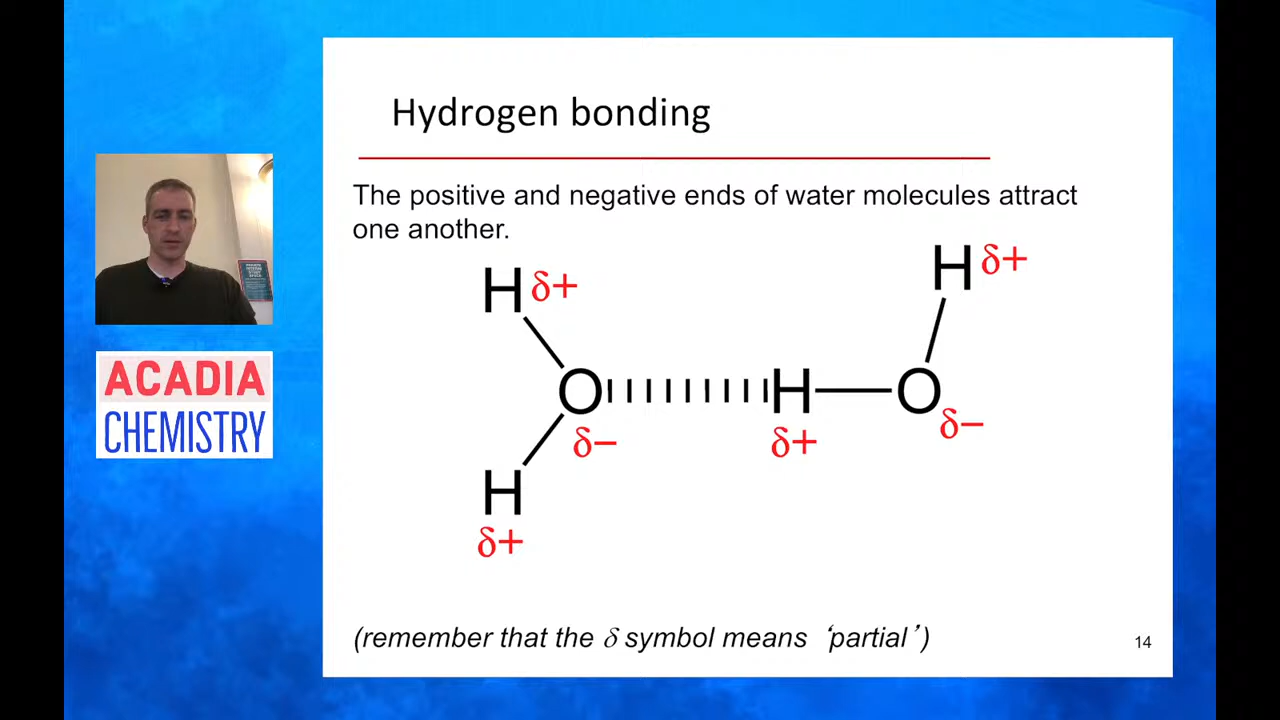 Hydrogen bonding
The positive and negative ends of water molecules attract
one another.
H δ+
H δ+
O
H
O
δ−
δ+
δ−
H
δ+
(remember that the δ symbol means ‘partial’)
14
ACADIA
CHEMISTRY